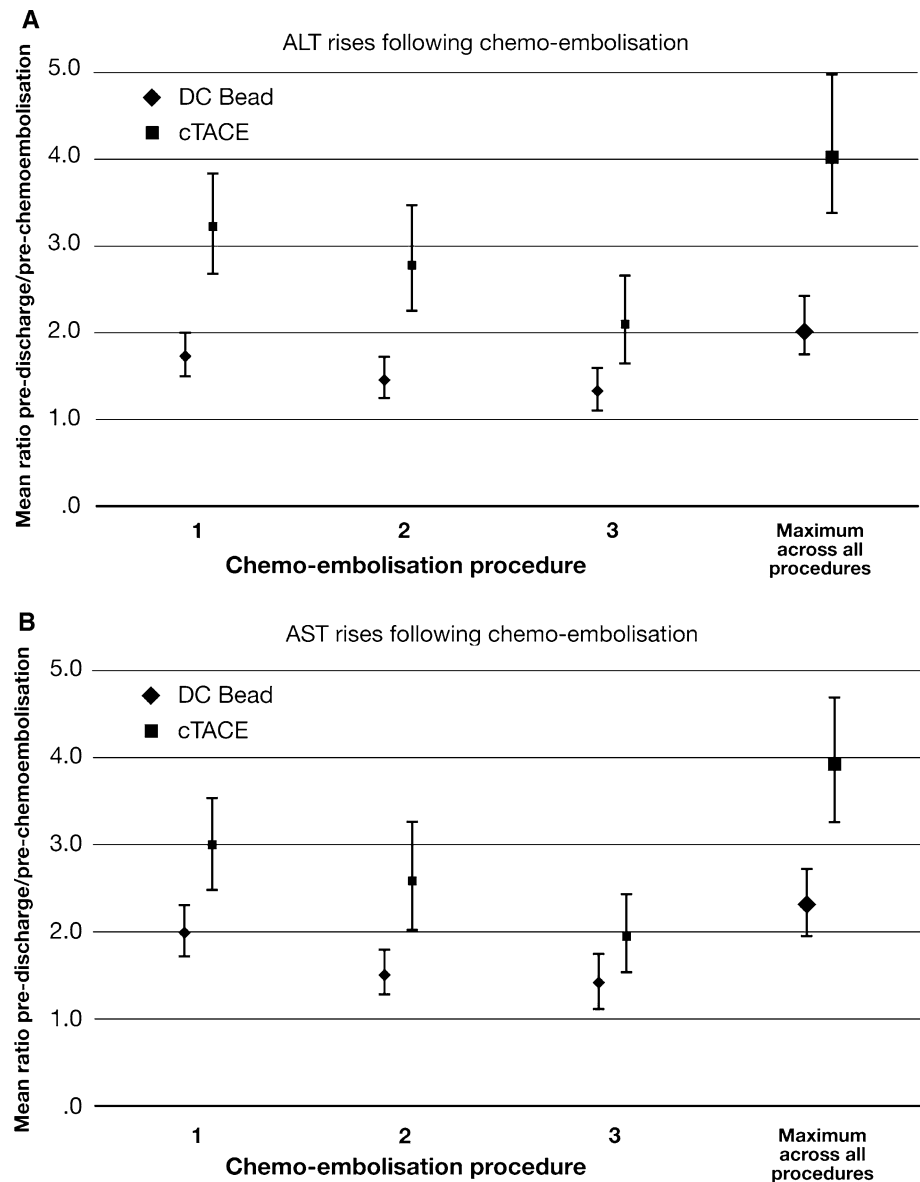 A
ALT rises following chemo-embolisation
Mean ratio pre-discharge/pre-chemoembolisation
5.0
4.0
3.0
2.0
1.0
.0
DC Bead
cTACE
1
2
3
Maximum
across all
procedures
Chemo-embolisation procedure
B
AST rises following chemo-embolisation
Mean ratio pre-discharge/pre-chemoembolisation
5.0
4.0
3.0
2.0
1.0
.0
DC Bead
cTACE
1
2
3
Maximum
across all
procedures
Chemo-embolisation procedure